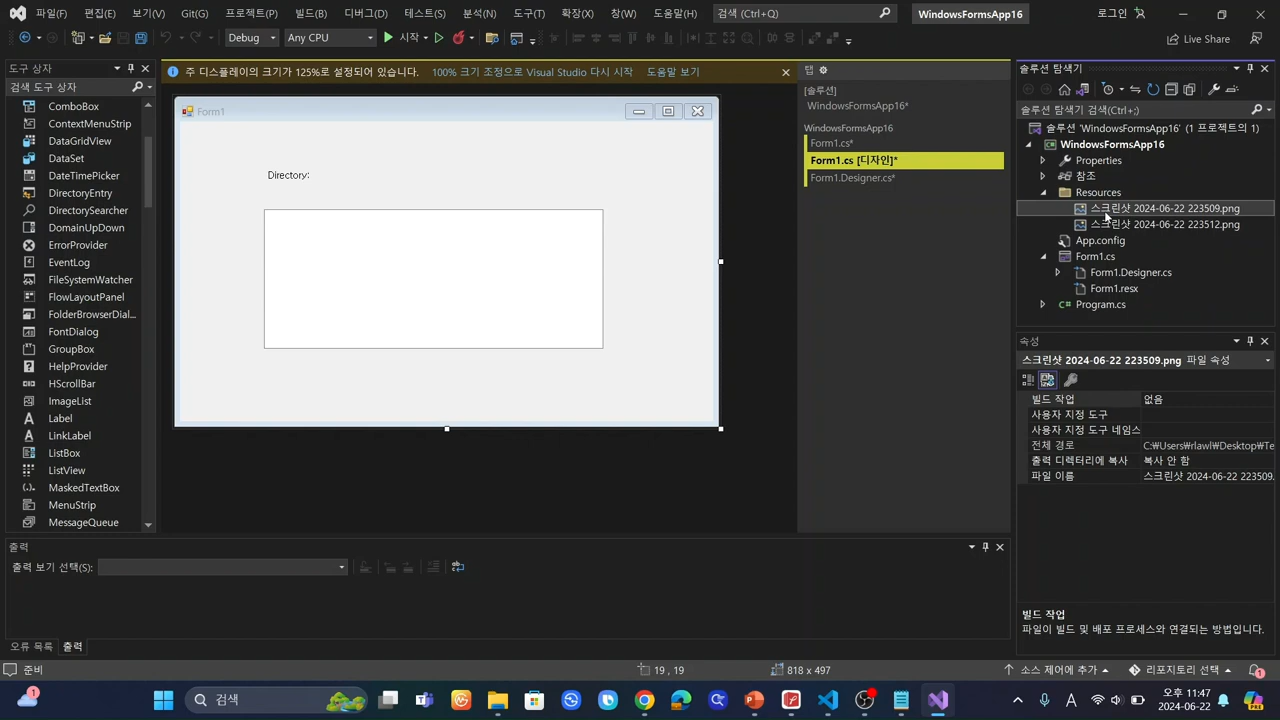 파일(F) 편집(E) 보기(V) Git(G) 프로젝트(P) 빌드(B) 디버그(D) 테스트(S) 분석(N) 도구(T) 확장(X) 창(W) 도움말(H) 검색 (Ctrl+Q) WindowsFormsApp16 로그인
Debug Any CPU 시작 Live Share
도구 상자
검색 도구 상자
ComboBox
ContextMenuStrip
DataGridView
DataSet
DateTimePicker
DirectoryEntry
DirectorySearcher
DomainUpDown
ErrorProvider
EventLog
FileSystemWatcher
FlowLayoutPanel
FolderBrowserDial...
FontDialog
GroupBox
HelpProvider
HScrollBar
ImageList
Label
LinkLabel
ListBox
ListView
MaskedTextBox
MenuStrip
MessageQueue
주 디스플레이의 크기가 125%로 설정되어 있습니다. 100% 크기 조정으로 Visual Studio 다시 시작 도움말 보기
Form1
Directory:
탭
[솔루션]
WindowsFormsApp16*
WindowsFormsApp16
Form1.cs*
Form1.cs [디자인]*
Form1.Designer.cs*
솔루션 탐색기
솔루션 탐색기 검색(Ctrl+;)
솔루션 'WindowsFormsApp16' (1 프로젝트의 1)
WindowsFormsApp16
Properties
참조
Resources
스크린샷 2024-06-22 223509.png
스크린샷 2024-06-22 223512.png
App.config
Form1.cs
Form1.Designer.cs
Form1.resx
C# Program.cs
속성
스크린샷 2024-06-22 223509.png 파일 속성
빌드 작업 없음
사용자 지정 도구
사용자 지정 도구 네임스
전체 경로 C:₩Users₩rlawl₩Desktop₩Te
출력 디렉터리에 복사 복사 안 함
파일 이름 스크린샷 2024-06-22 223509.
빌드 작업
파일이 빌드 및 배포 프로세스와 연결되는 방법입니다.
출력
출력 보기 선택(S):
오류 목록 출력
준비 19 , 19 818 x 497 소스 제어에 추가 리포지토리 선택 1
1 검색 A 오후 11:47
2024-06-22